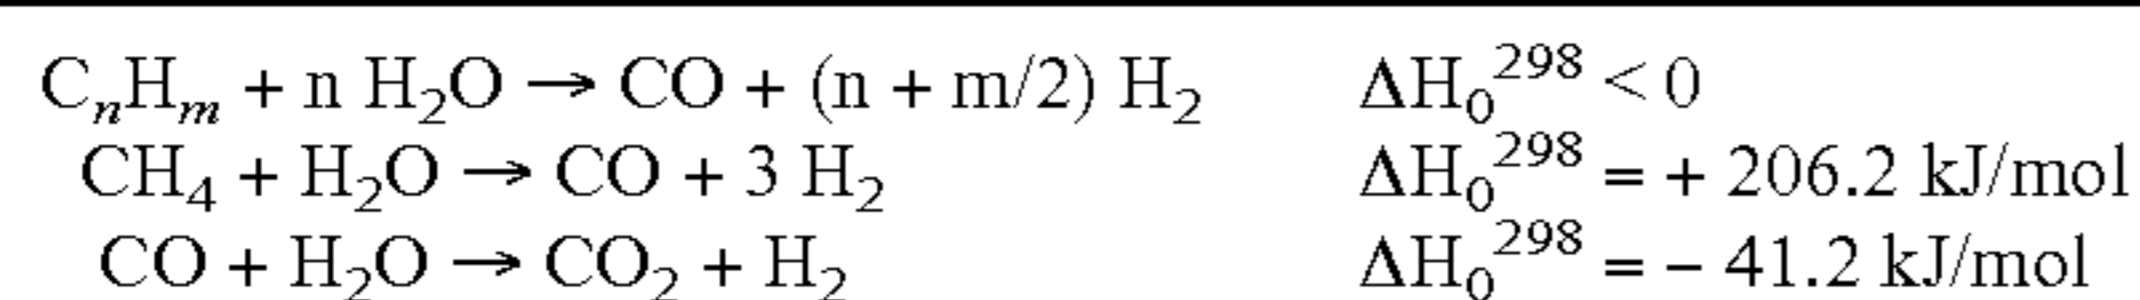 CₙHₘ + n H₂O → CO + (n + m/2) H₂ ΔH₀²⁹⁸ < 0
CH₄ + H₂O → CO + 3 H₂ ΔH₀²⁹⁸ = + 206.2 kJ/mol
CO + H₂O → CO₂ + H₂ ΔH₀²⁹⁸ = − 41.2 kJ/mol